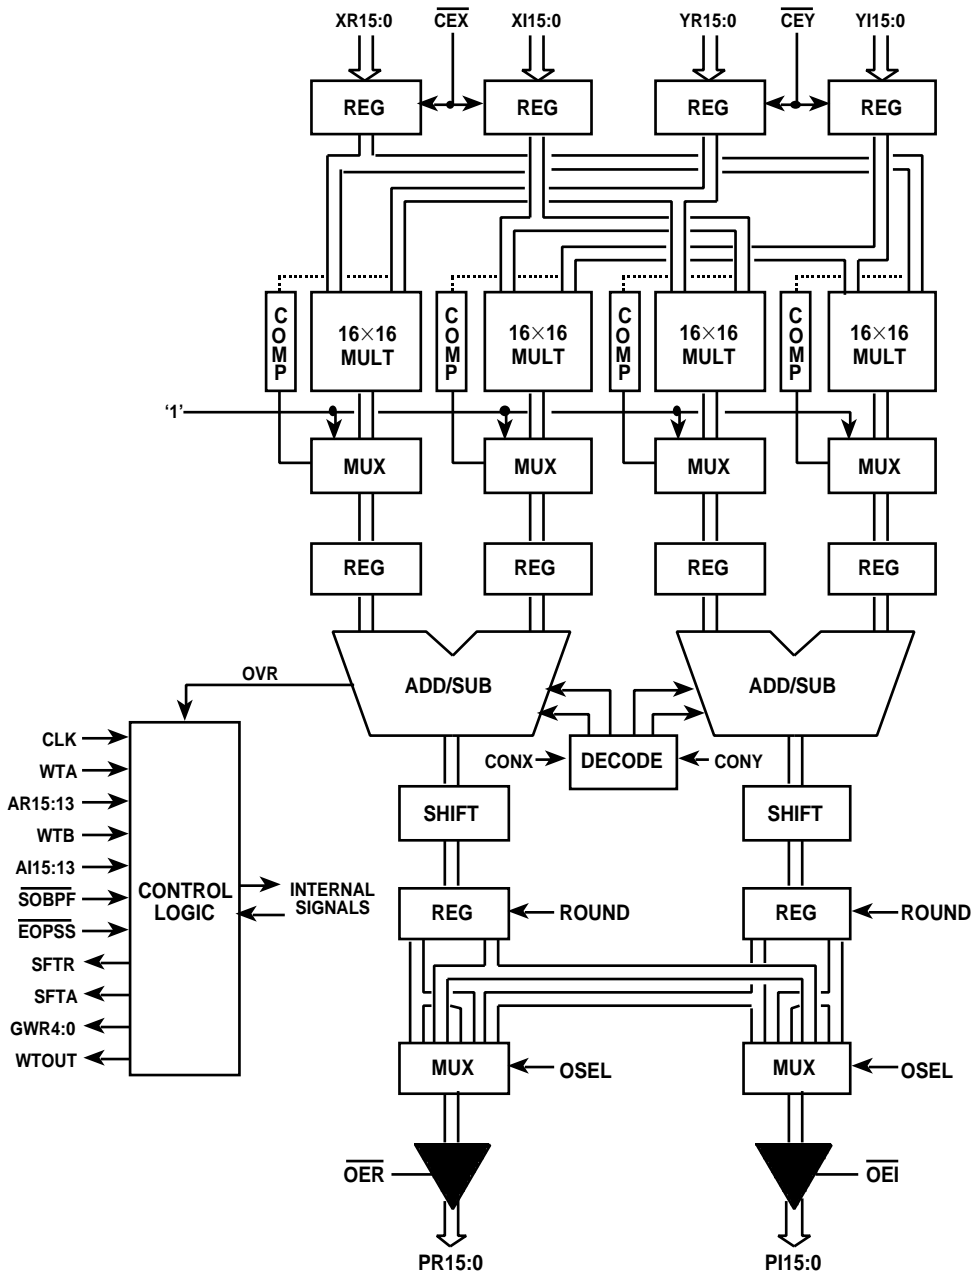 XR15:0 CEX XI15:0 YR15:0 CEY YI15:0
REG REG REG REG
COMP 16×16 MULT COMP 16×16 MULT COMP 16×16 MULT COMP 16×16 MULT
'1'
MUX MUX MUX MUX
REG REG REG REG
OVR
ADD/SUB ADD/SUB
CONX DECODE CONY
SHIFT SHIFT
CLK
WTA
AR15:13
WTB
AI15:13
SOBPF
EOPSS
SFTR
SFTA
GWR4:0
WTOUT
CONTROL
LOGIC
INTERNAL
SIGNALS
REG ROUND REG ROUND
MUX OSEL MUX OSEL
OER OEI
PR15:0 PI15:0